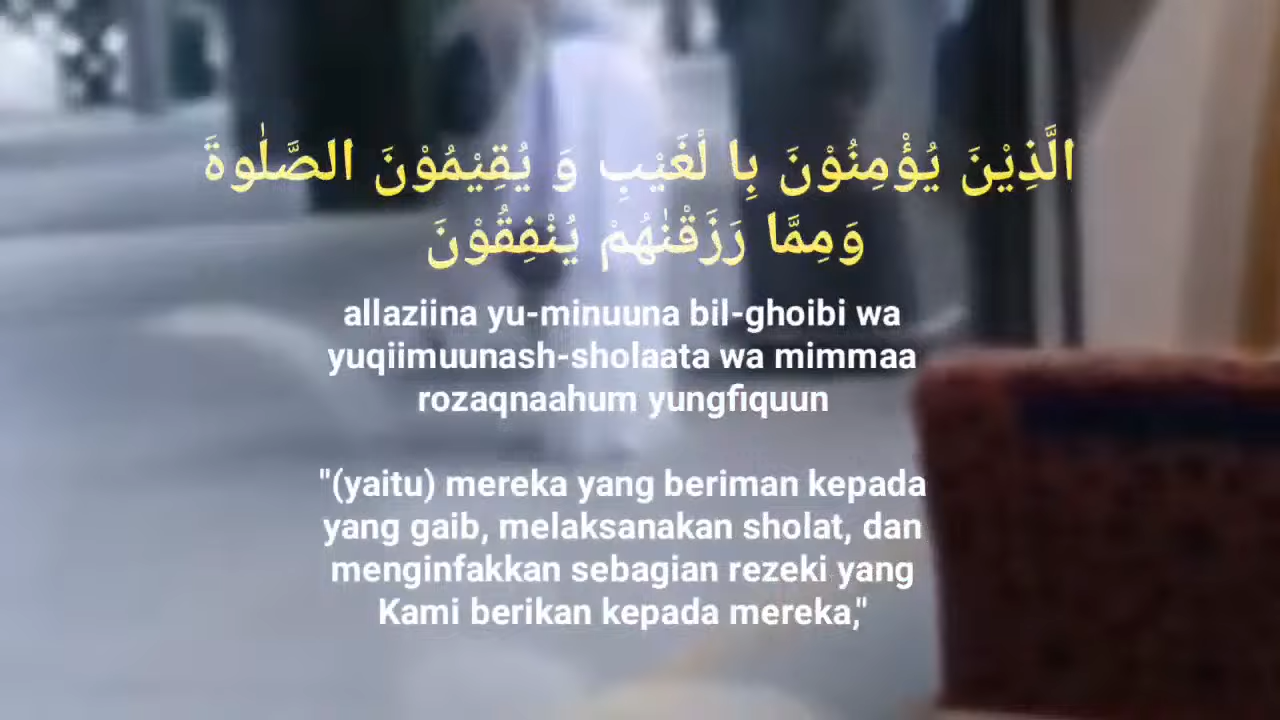 الَّذِيْنَ يُؤْمِنُوْنَ بِا لْغَيْبِ وَ يُقِيْمُوْنَ الصَّلٰوةَ
وَمِمَّا رَزَقْنٰهُمْ يُنْفِقُوْنَ
allaziina yu-minuuna bil-ghoibi wa
yuqiimuunash-sholaata wa mimmaa
rozaqnaahum yungfiquun
"(yaitu) mereka yang beriman kepada
yang gaib, melaksanakan sholat, dan
menginfakkan sebagian rezeki yang
Kami berikan kepada mereka,"